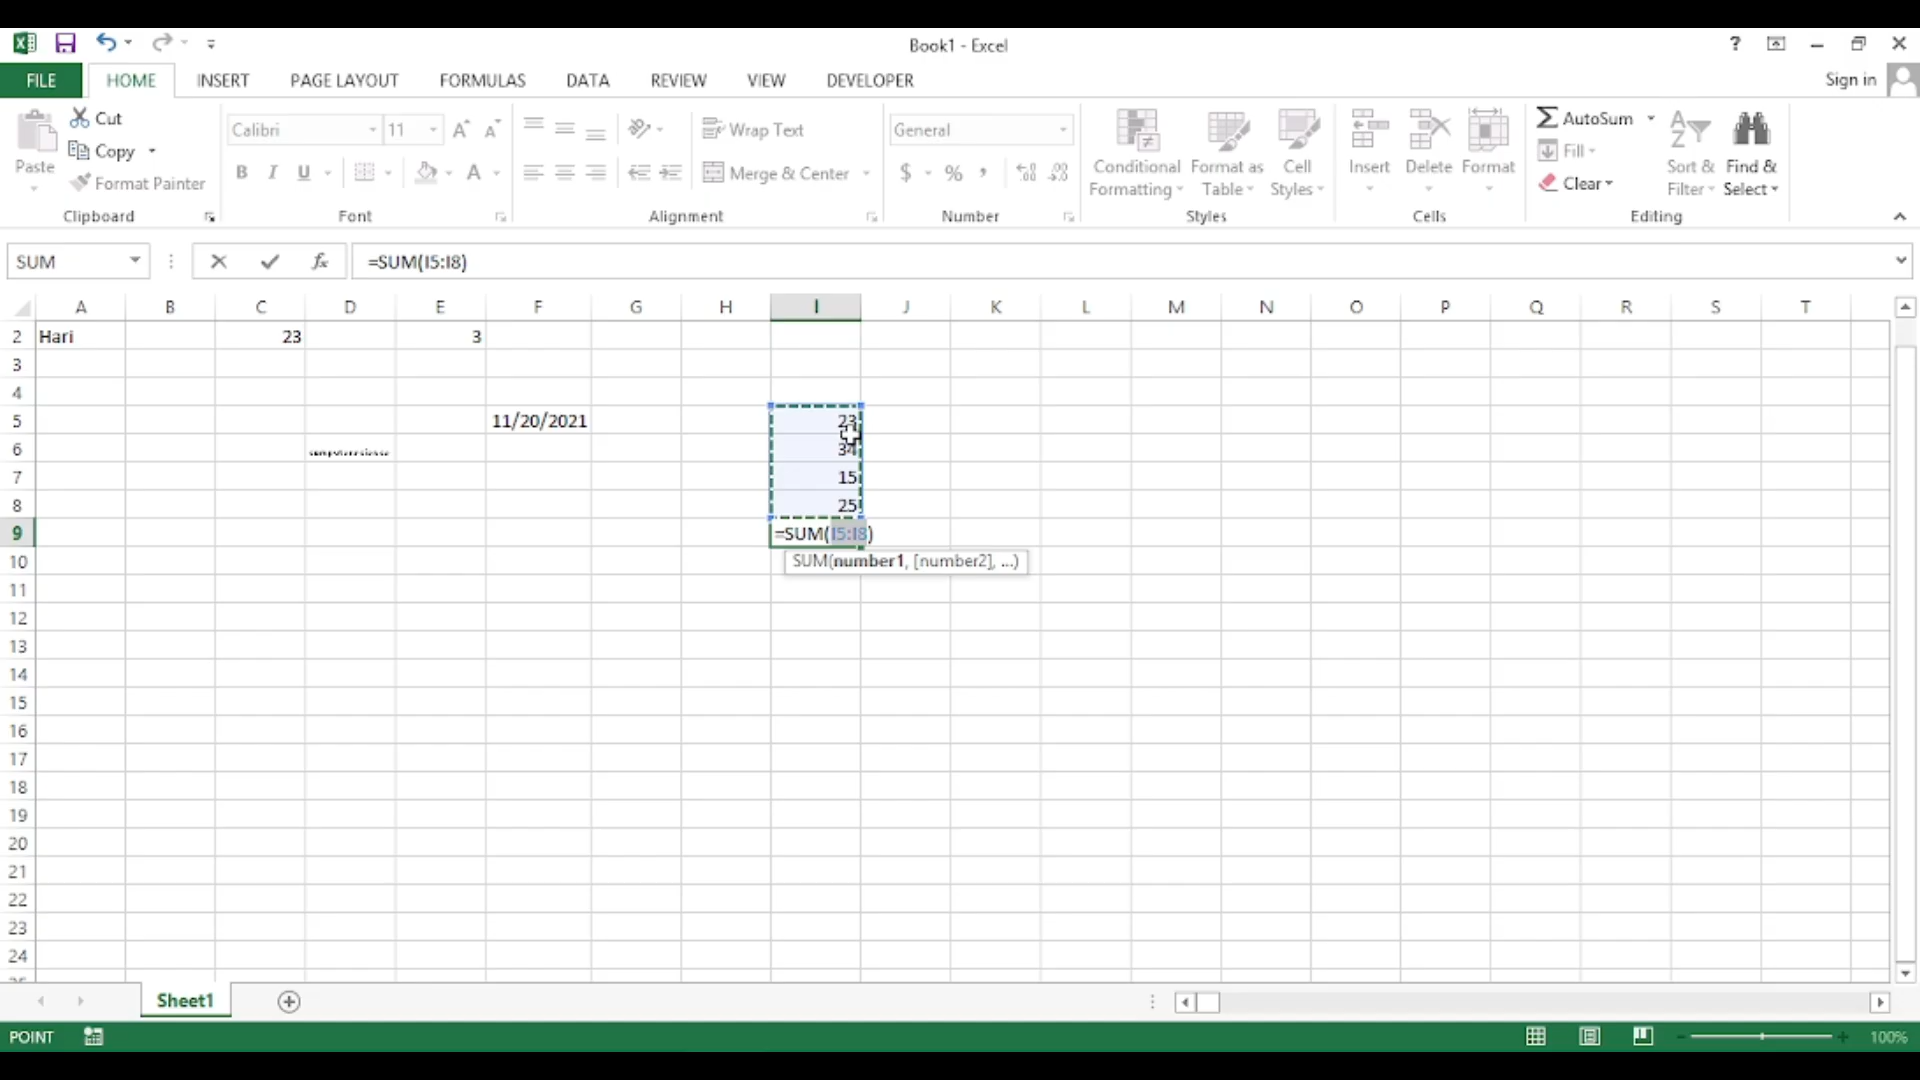 Book1 - Excel
?
FILE HOME INSERT PAGE LAYOUT FORMULAS DATA REVIEW VIEW DEVELOPER Sign in
Cut
Copy
Format Painter
Paste
Clipboard
Calibri 11
B I U A
Font
Wrap Text
Merge & Center
Alignment
General
$ % ,
Number
Conditional Formatting
Format as Table
Cell Styles
Styles
Insert Delete Format
Cells
AutoSum
Fill
Clear
Sort & Filter
Find & Select
Editing
SUM fx =SUM(I5:I8)
A B C D E F G H I J K L M N O P Q R S T
2 Hari 23 3
3
4
5 11/20/2021 23
6 34
7 15
8 25
9 =SUM(I5:I8)
SUM(number1, [number2], ...)
10
11
12
13
14
15
16
17
18
19
20
21
22
23
24
Sheet1
POINT 100%